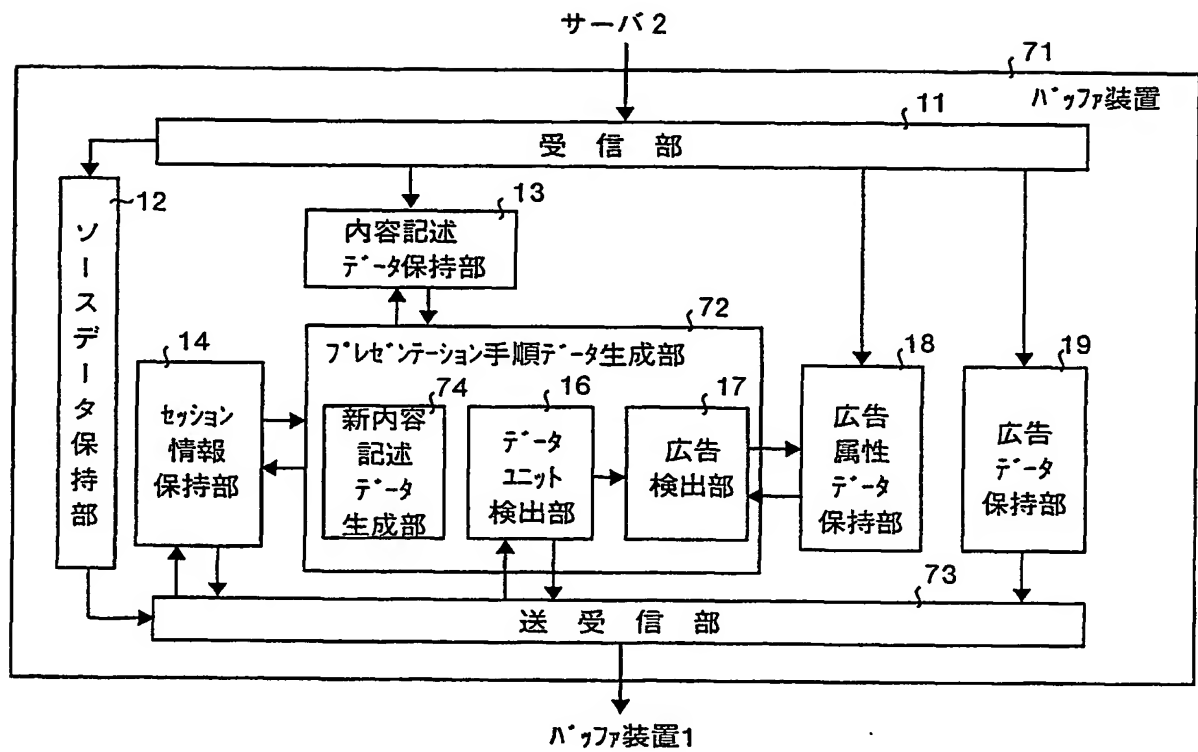 サーバ2
71
バッファ装置
11
受信部
12
ソースデータ保持部
13
内容記述
データ保持部
72
プレゼンテーション手順データ生成部
14
セッション
情報
保持部
74
新内容
記述
データ
生成部
16
データ
ユニット
検出部
17
広告
検出部
18
広告
属性
データ
保持部
19
広告
データ
保持部
73
送受信部
バッファ装置1